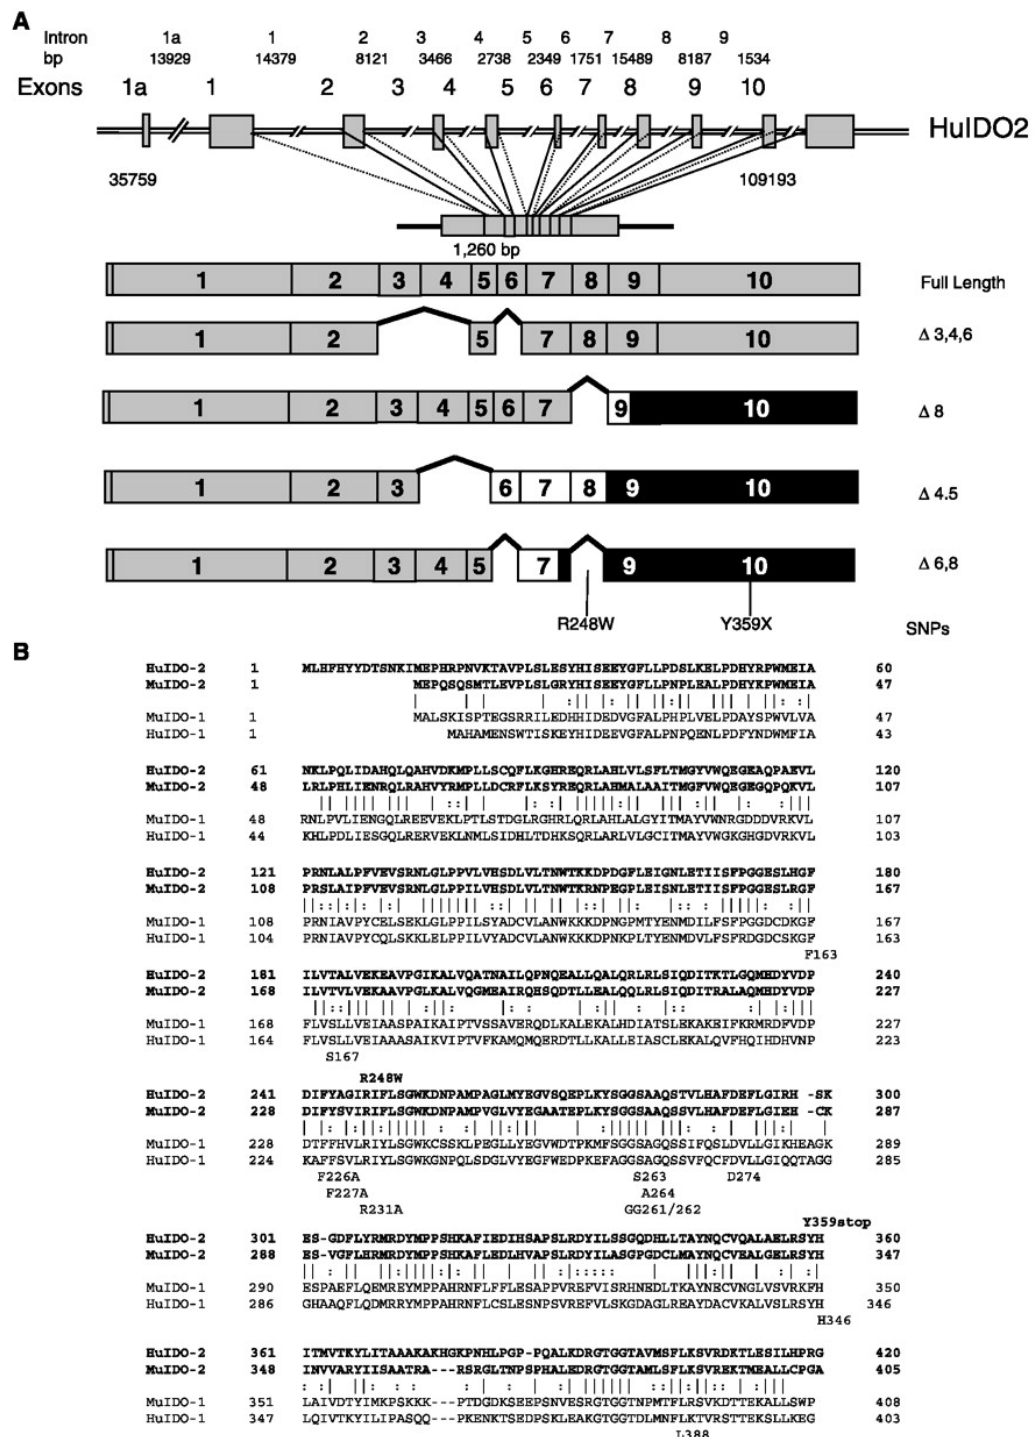 A
Intron 1a 1 2 3 4 5 6 7 8 9
bp 13929 14379 8121 3466 2738 2349 1751 15489 8187 1534
Exons 1a 1 2 3 4 5 6 7 8 10
HuIDO2
35759 109193
1,260 bp
1 2 3 4 5 6 7 8 9 10 Full Length
1 2 5 7 8 9 10 Δ 3,4,6
1 2 3 4 5 6 7 9 10 Δ 8
1 2 3 6 7 8 9 10 Δ 4.5
1 2 3 4 5 7 9 10 Δ 6,8
R248W Y359X SNPs
B
HuIDO-2 1 MLHFHYYDTSNKIMEPHRPNVKTAVPLSLESYHISEEYGFLLPDSLKELPDHYRPWMEIA 60
MuIDO-2 1 MEPQSQSMTLEVPLSLGRYHISEEYGFLLPNPLEALPDHYKPWMEIA 47
MuIDO-1 1 MALSKISPTEGSRRILEDHHIDEDVGFALPHPLVELPDAYSPWVLVA 47
HuIDO-1 1 MAHAMENSWTISKEYHIDEEVGFALPNPQENLPDFYNDWMFIA 43
HuIDO-2 61 NKLPQLIDAHQLQAHVDKMPLLSCQFLKGHREQRLAHLVLSFLTMGYVWQEGEAQPAEVL 120
MuIDO-2 48 LRLPHLIENRQLRAHVYRMPLLDCRFLKSYREQRLAHMALAAITMGFVWQEGEGQPQKVL 107
MuIDO-1 48 RNLPVLIENGQLREEVEKLPTLSTDGLRGHRLQRLAHLALGYITMAYVWNRGDDDVRKVL 107
HuIDO-1 44 KHLPDLIESGQLRERVEKLNMLSIDHLTDHKSQRLARLVLGCITMAYVWGKGHGDVRKVL 103
HuIDO-2 121 PRNLALPFVEVSRNLGLPPVLVHSDLVLTNWTKKDPDGFLEIGNLETIISFPGGESLHGF 180
MuIDO-2 108 PRSLAIPFVEVSRNLGLPPILVHSDLVLTNWTKRNPEGPLEISNLETIISFPGGESLRGF 167
MuIDO-1 108 PRNIAVPYCELSEKLGLPPILSYADCVLANWKKKDPNGPMTYENMDILFSFPGGDCDKGF 167
HuIDO-1 104 PRNIAVPYCQLSKKLELPPILVYADCVLANWKKKDPNKPLTYENMDVLFSFRDGDCSKGF 163
F163
HuIDO-2 181 ILVTALVEKEAVPGIKALVQATNAILQPNQEALLQALQRLRLSIQDITKTLGQMHDYVDP 240
MuIDO-2 168 ILVTVLVEKAAVPGLKALVQGMEAIRQHSQDTLLEALQQLRLSIQDITRALAQMHDYVDP 227
MuIDO-1 168 FLVSLLVEIAASPAIKAIPTVSSAVERQDLKALEKALHDIATSLEKAKEIFKRMRDFVDP 227
HuIDO-1 164 FLVSLLVEIAAASAIKVIPTVFKAMQMQERDTLLKALLEIASCLEKALQVFHQIHDHVNP 223
S167
R248W
HuIDO-2 241 DIFYAGIRIFLSGWKDNPAMPAGLMYEGVSQEPLKYSGGSAAQSTVLHAFDEFLGIRH -SK 300
MuIDO-2 228 DIFYSVIRIFLSGWKDNPAMPVGLVYEGAATEPLKYSGGSAAQSSVLHAFDEFLGIEH -CK 287
MuIDO-1 228 DTFFHVLRIYLSGWKCSSKLPEGLLYEGVWDTPKMFSGGSAGQSSIFQSLDVLLGIKHEAGK 289
HuIDO-1 224 KAFFSVLRIYLSGWKGNPQLSDGLVYEGFWEDPKEFAGGSAGQSSVFQCFDVLLGIQQTAGG 285
F226A S263 D274
F227A A264
R231A GG261/262
Y359stop
HuIDO-2 301 ES-GDFLYRMRDYMPPSHKAFIEDIHSAPSLRDYILSSGQDHLLTAYNQCVQALAELRSYH 360
MuIDO-2 288 ES-VGFLHRMRDYMPPSHKAFLEDLHVAPSLRDYILASGPGDCLMAYNQCVEALGELRSYH 347
MuIDO-1 290 ESPAEFLQEMREYMPPAHRNFLFFLESAPPVREFVISRHNEDLTKAYNECVNGLVSVRKFH 350
HuIDO-1 286 GHAAQFLQDMRRYMPPAHRNFLCSLESNPSVREFVLSKGDAGLREAYDACVKALVSLRSYH 346
H346
HuIDO-2 361 ITMVTKYLITAAAKAKHGKPNHLPGP-PQALKDRGTGGTAVMSFLKSVRDKTLESILHPRG 420
MuIDO-2 348 INVVARYIISAATRA---RSRGLTNPSPHALEDRGTGGTAMLSFLKSVREKTMEALLCPGA 405
MuIDO-1 351 LAIVDTYIMKPSKKK---PTDGDKSEEPSNVESRGTGGTNPMTFLRSVKDTTEKALLSWP 408
HuIDO-1 347 LQIVTKYILIPASQQ---PKENKTSEDPSKLEAKGTGGTDLMNFLKTVRSTTEKSLLKEG 403
L388